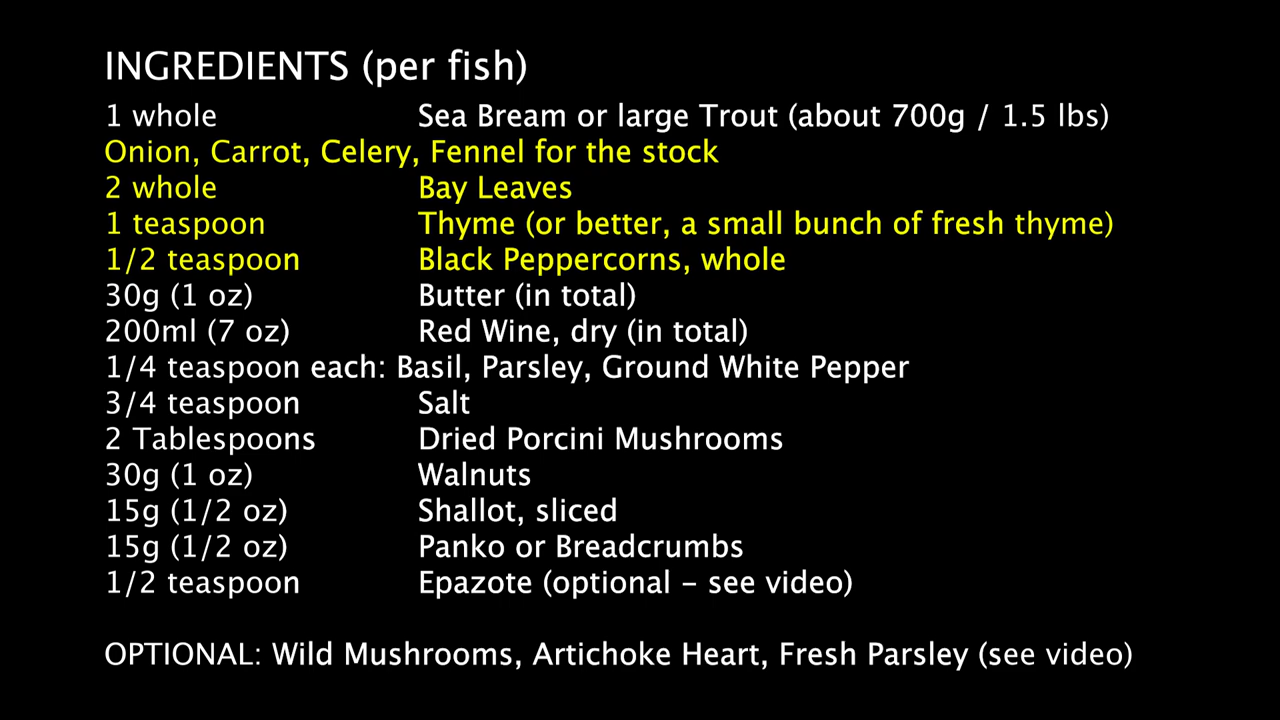 INGREDIENTS (per fish)
1 whole Sea Bream or large Trout (about 700g / 1.5 lbs)
Onion, Carrot, Celery, Fennel for the stock
2 whole Bay Leaves
1 teaspoon Thyme (or better, a small bunch of fresh thyme)
1/2 teaspoon Black Peppercorns, whole
30g (1 oz) Butter (in total)
200ml (7 oz) Red Wine, dry (in total)
1/4 teaspoon each: Basil, Parsley, Ground White Pepper
3/4 teaspoon Salt
2 Tablespoons Dried Porcini Mushrooms
30g (1 oz) Walnuts
15g (1/2 oz) Shallot, sliced
15g (1/2 oz) Panko or Breadcrumbs
1/2 teaspoon Epazote (optional – see video)
OPTIONAL: Wild Mushrooms, Artichoke Heart, Fresh Parsley (see video)